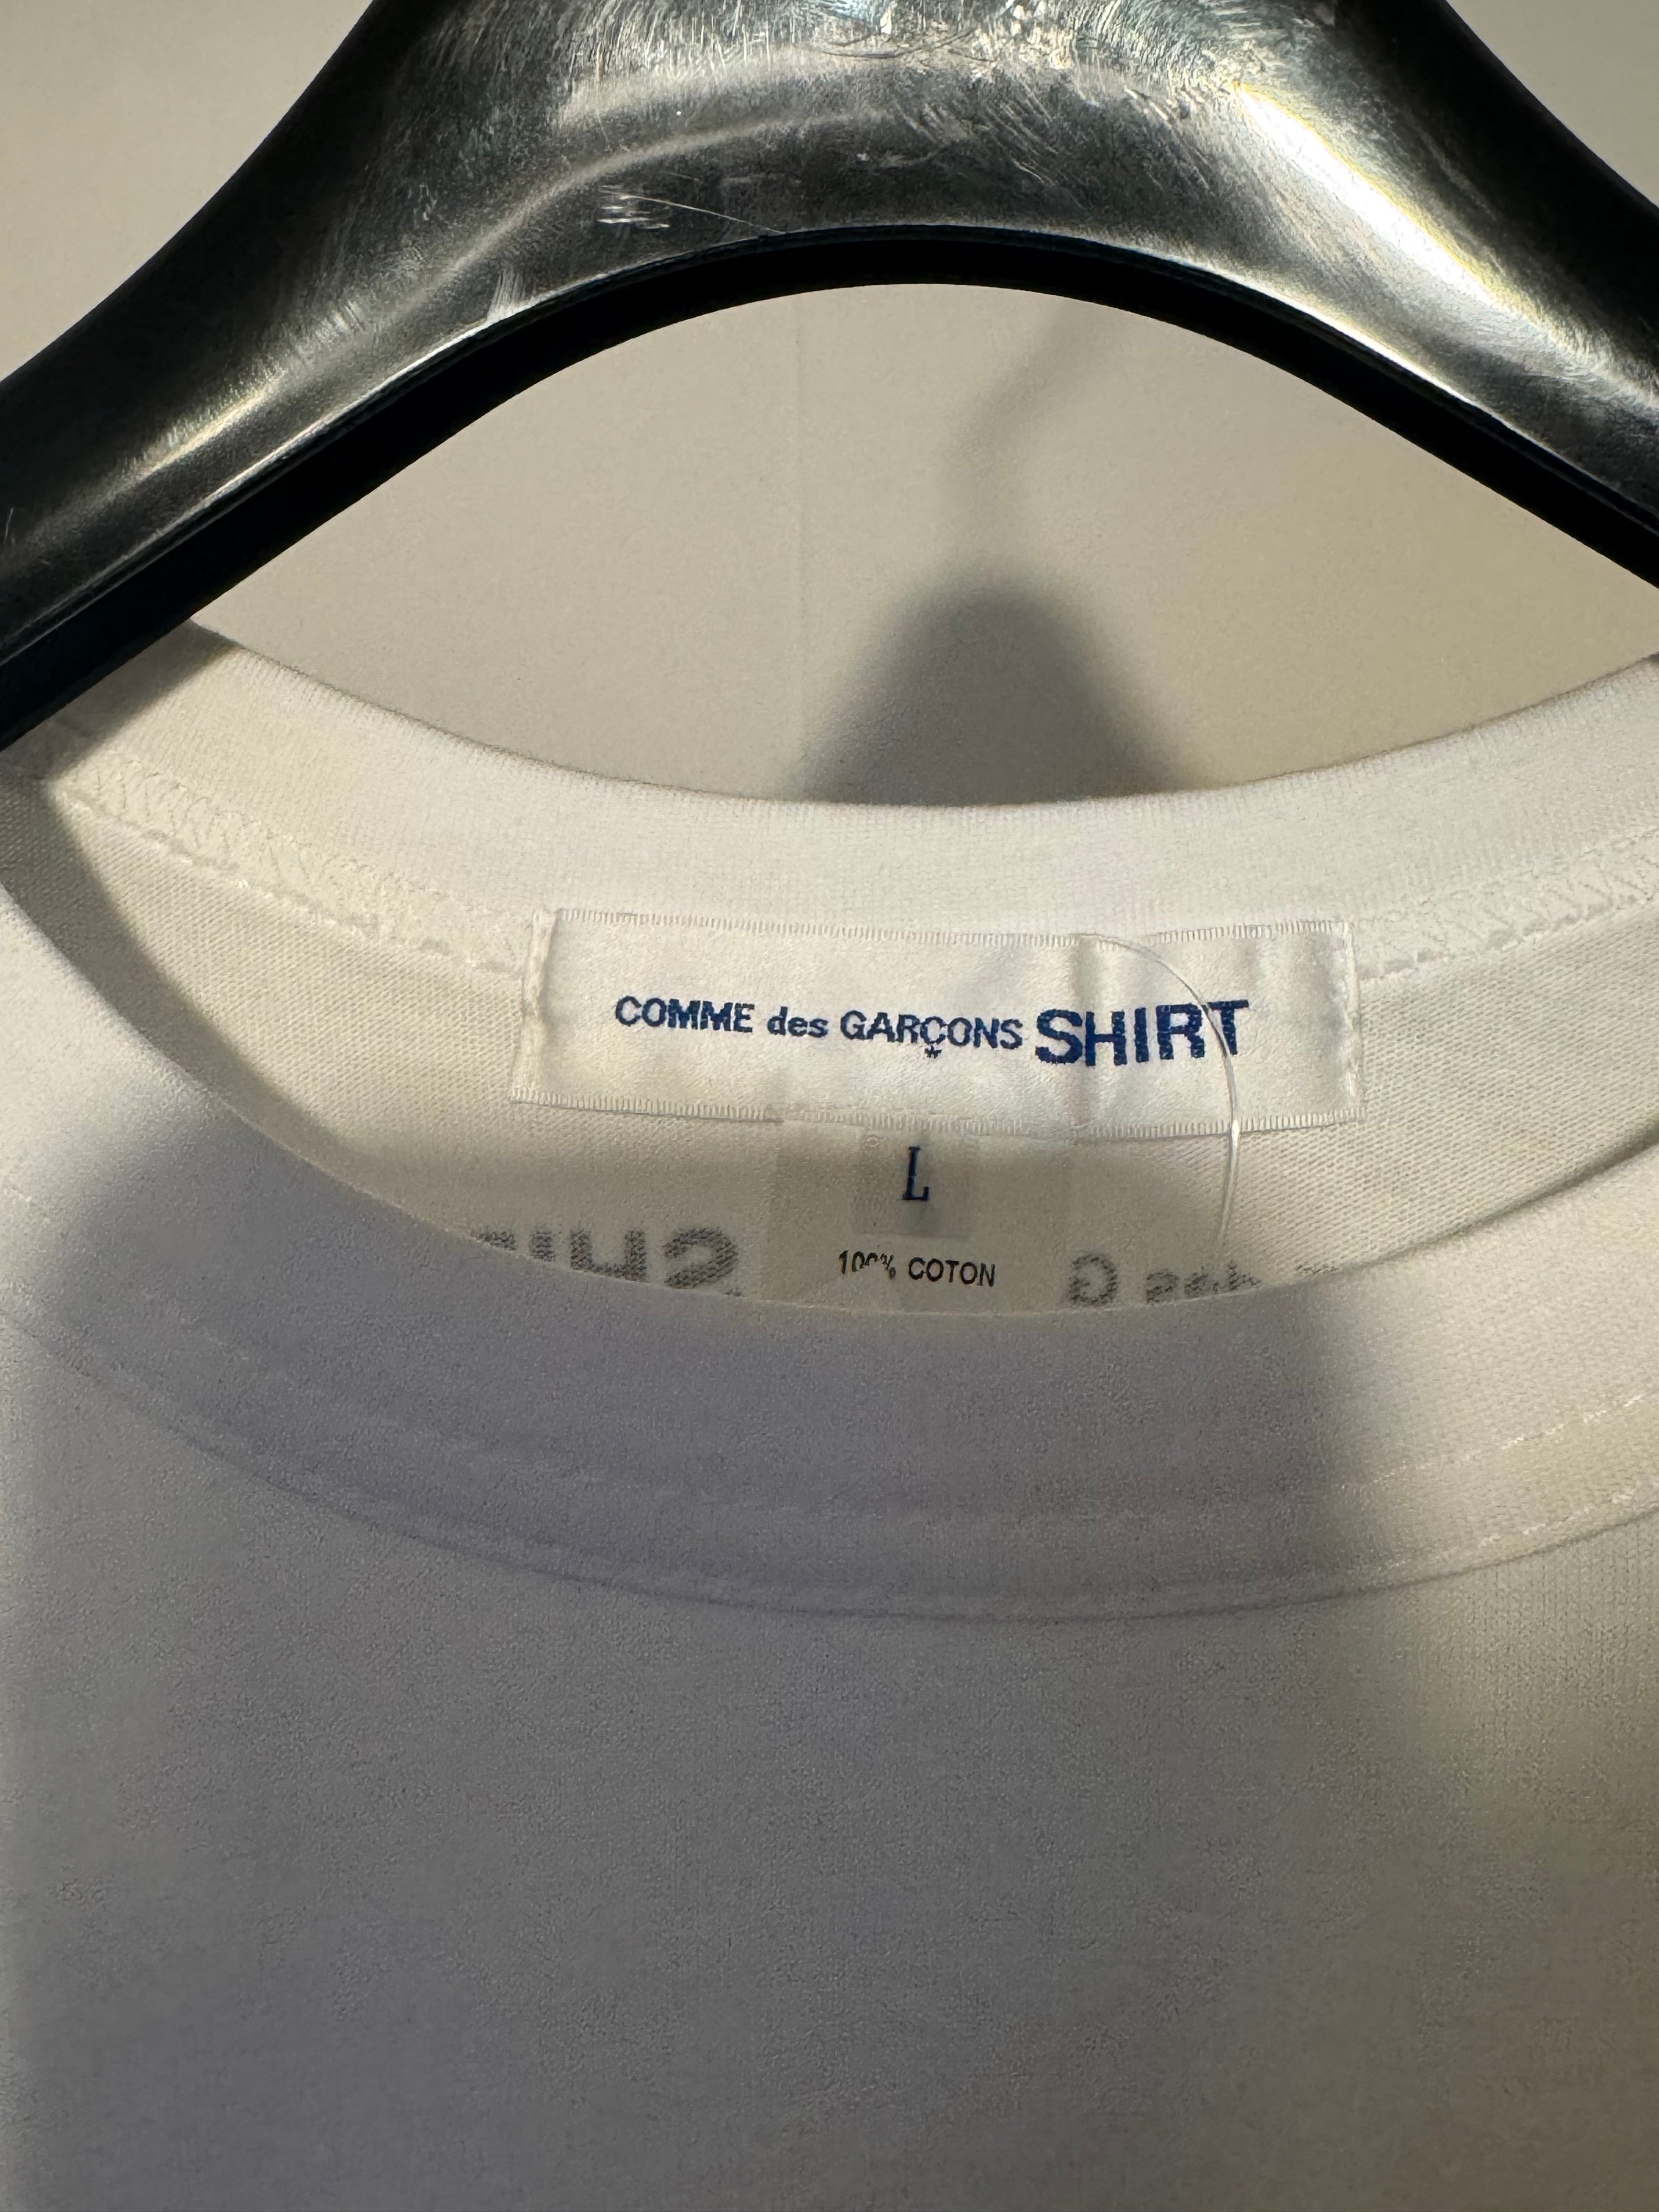 COMME des GARÇONS SHIRT
L
100% COTON